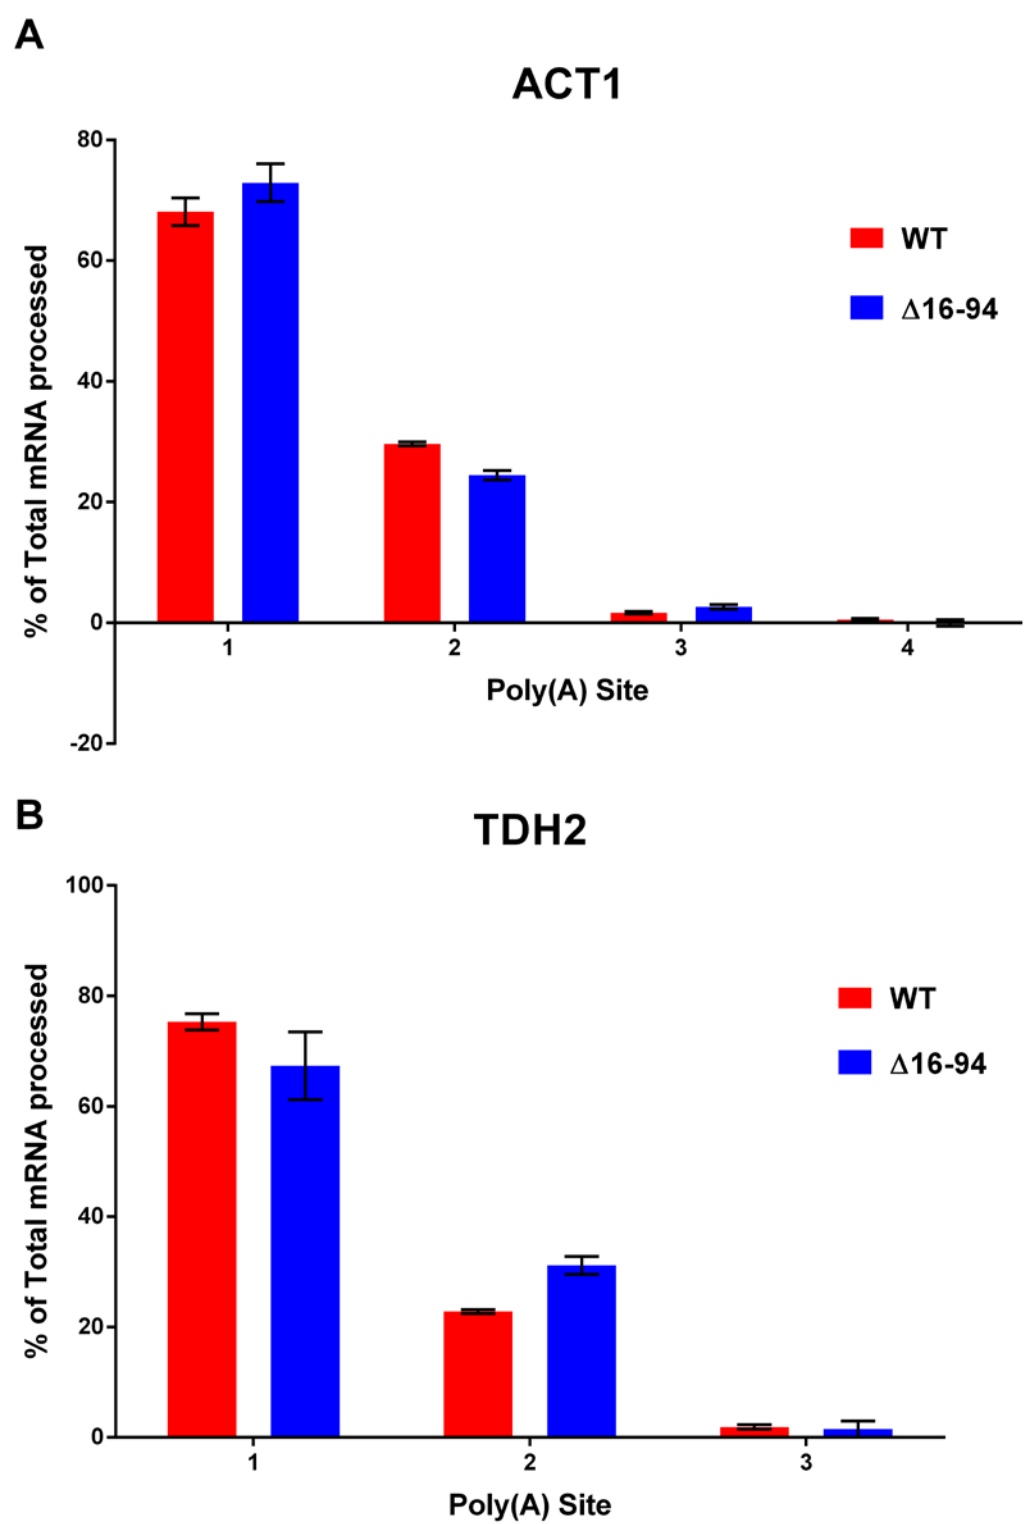 A
ACT1
% of Total mRNA processed
80
60
40
20
0
-20
WT
Δ16-94
1 2 3 4
Poly(A) Site
B
TDH2
% of Total mRNA processed
100
80
60
40
20
0
WT
Δ16-94
1 2 3
Poly(A) Site